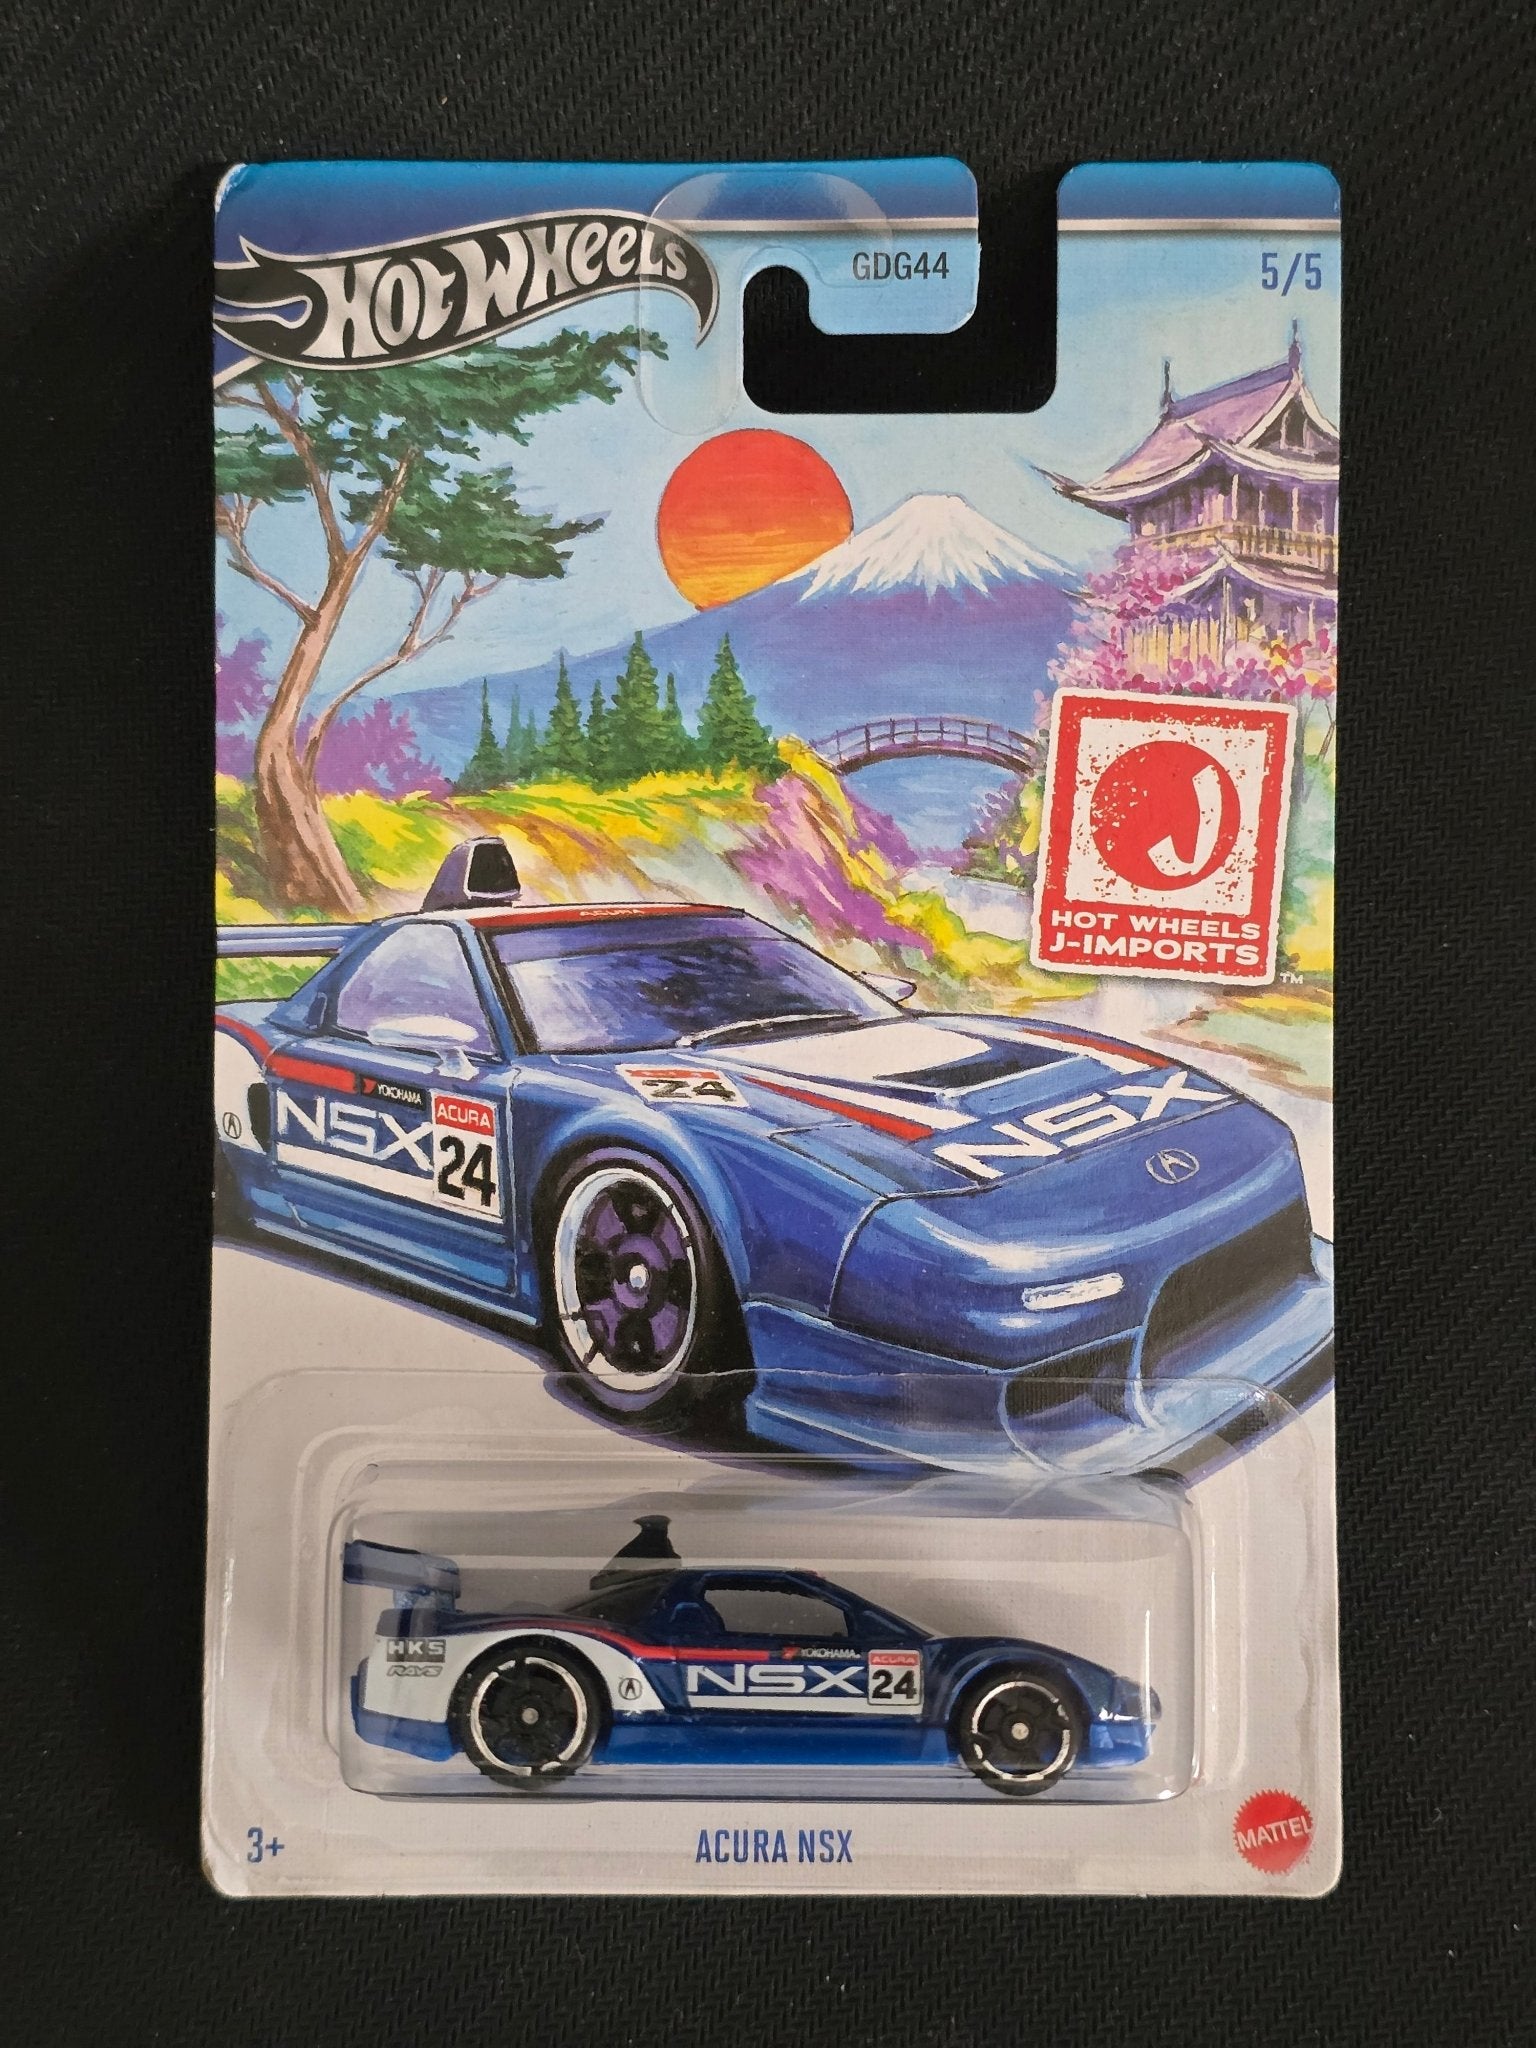 HOT WHEELS
GDG44
5/5
J
HOT WHEELS
J-IMPORTS
TM
ACURA
YOKOHAMA
NSX
ACURA
24
24
NSX
HKS
RAYS
YOKOHAMA
NSX
ACURA
24
3+
ACURA NSX
MATTEL